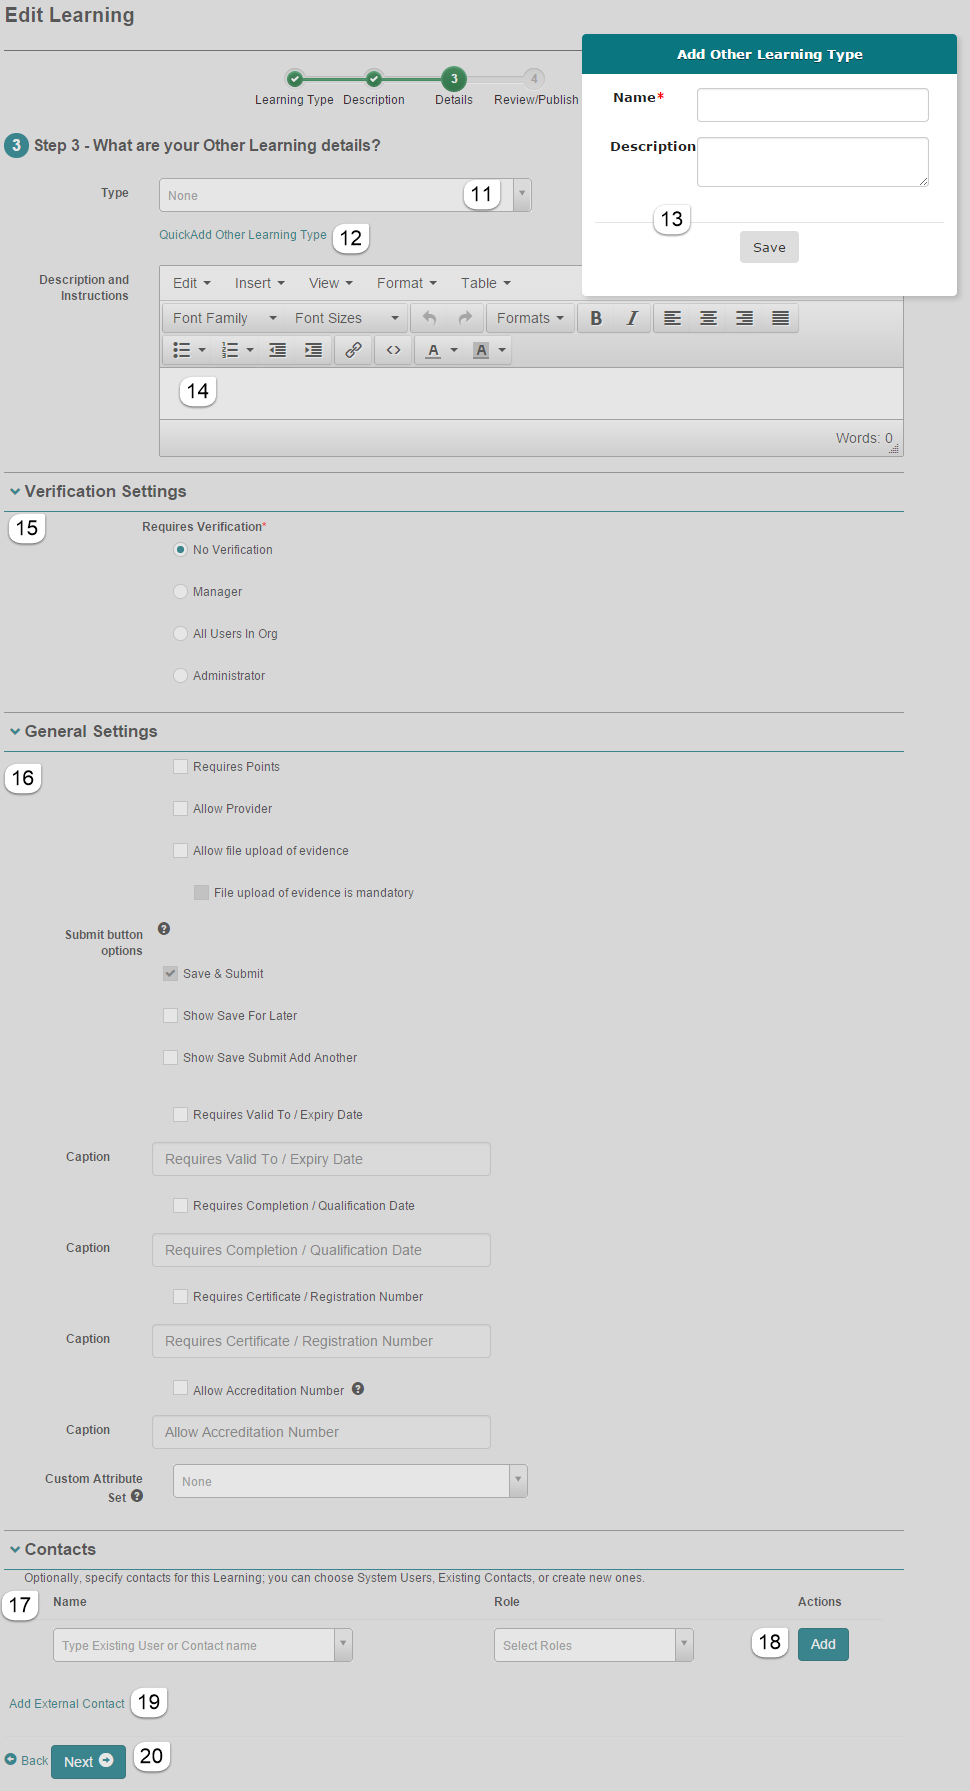 Edit Learning
Add Other Learning Type
Name*
Description
13
Save
3
4
Learning Type Description Details Review/Publish
3 Step 3 - What are your Other Learning details?
Type
None
11
QuickAdd Other Learning Type 12
Description and
Instructions
Edit Insert View Format Table
Font Family Font Sizes Formats B I
A A
14
Words: 0
Verification Settings
15
Requires Verification*
No Verification
Manager
All Users In Org
Administrator
General Settings
16
Requires Points
Allow Provider
Allow file upload of evidence
File upload of evidence is mandatory
Submit button
options
?
Save & Submit
Show Save For Later
Show Save Submit Add Another
Requires Valid To / Expiry Date
Caption Requires Valid To / Expiry Date
Requires Completion / Qualification Date
Caption Requires Completion / Qualification Date
Requires Certificate / Registration Number
Caption Requires Certificate / Registration Number
Allow Accreditation Number ?
Caption Allow Accreditation Number
Custom Attribute
Set ?
None
Contacts
Optionally, specify contacts for this Learning; you can choose System Users, Existing Contacts, or create new ones.
17 Name Role Actions
Type Existing User or Contact name Select Roles 18 Add
Add External Contact 19
Back Next 20